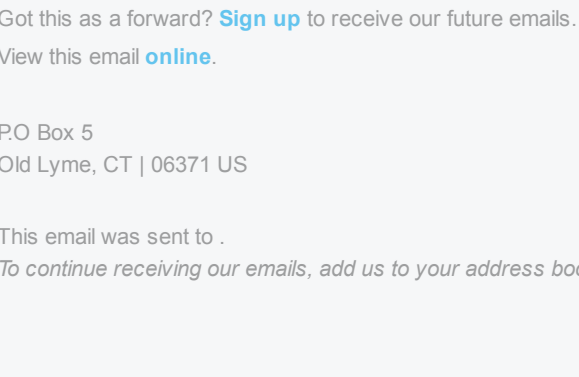 Got this as a forward? Sign up to receive our future emails.
View this email online.
P.O Box 5
Old Lyme, CT | 06371 US
This email was sent to .
To continue receiving our emails, add us to your address